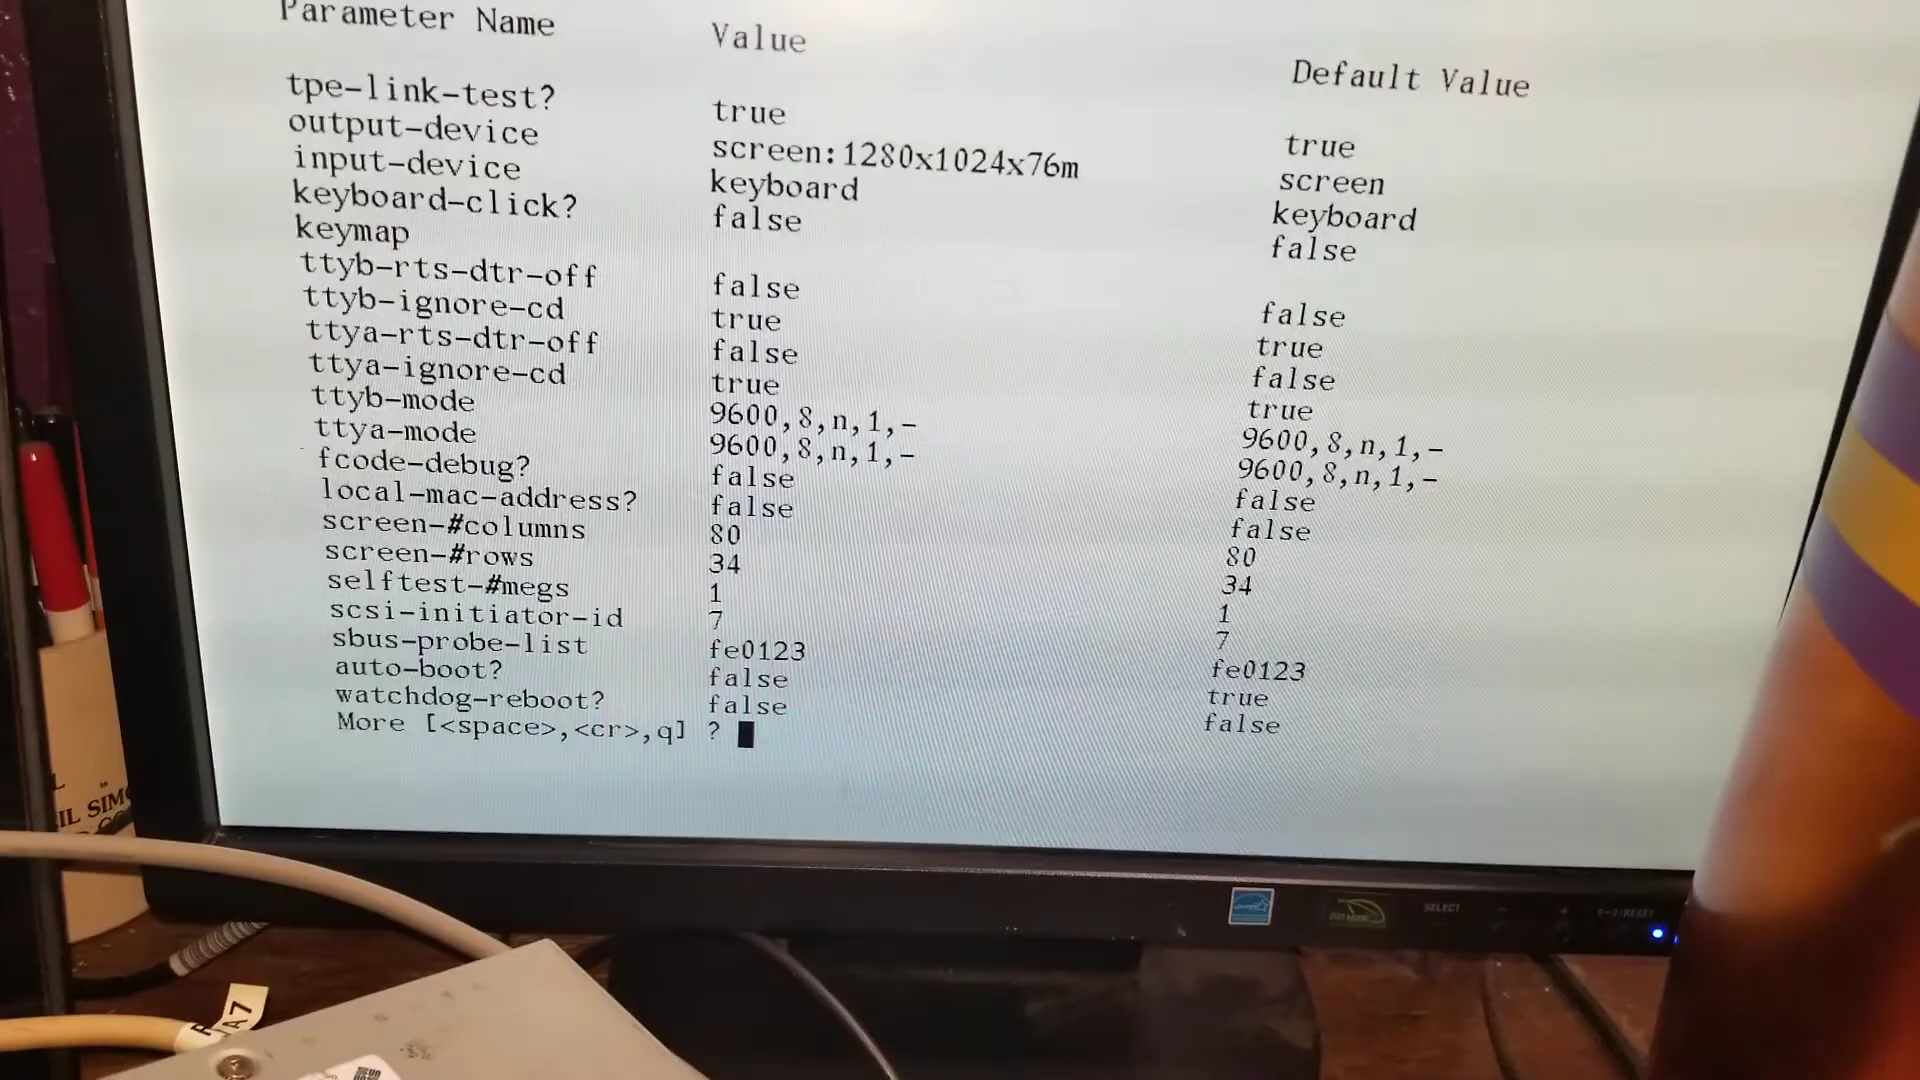 Parameter Name Value Default Value
tpe-link-test? true true
output-device screen:1280x1024x76m screen
input-device keyboard keyboard
keyboard-click? false false
keymap
ttyb-rts-dtr-off false false
ttyb-ignore-cd true true
ttya-rts-dtr-off false false
ttya-ignore-cd true true
ttyb-mode 9600,8,n,1,- 9600,8,n,1,-
ttya-mode 9600,8,n,1,- 9600,8,n,1,-
fcode-debug? false false
local-mac-address? false false
screen-#columns 80 80
screen-#rows 34 34
selftest-#megs 1 1
scsi-initiator-id 7 7
sbus-probe-list fe0123 fe0123
auto-boot? false true
watchdog-reboot? false false
More [<space>,<cr>,q] ?
SELECT - +